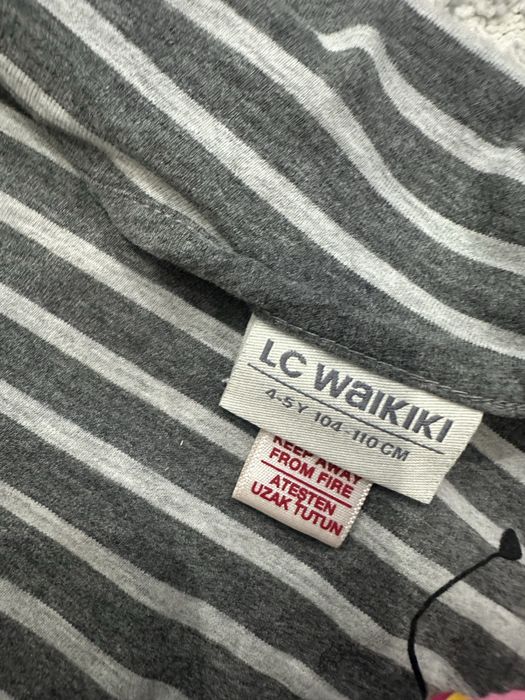 LC WAIKIKI
4-5 Y 104-110 CM
KEEP AWAY
FROM FIRE
ATEŞTEN
UZAK TUTUN